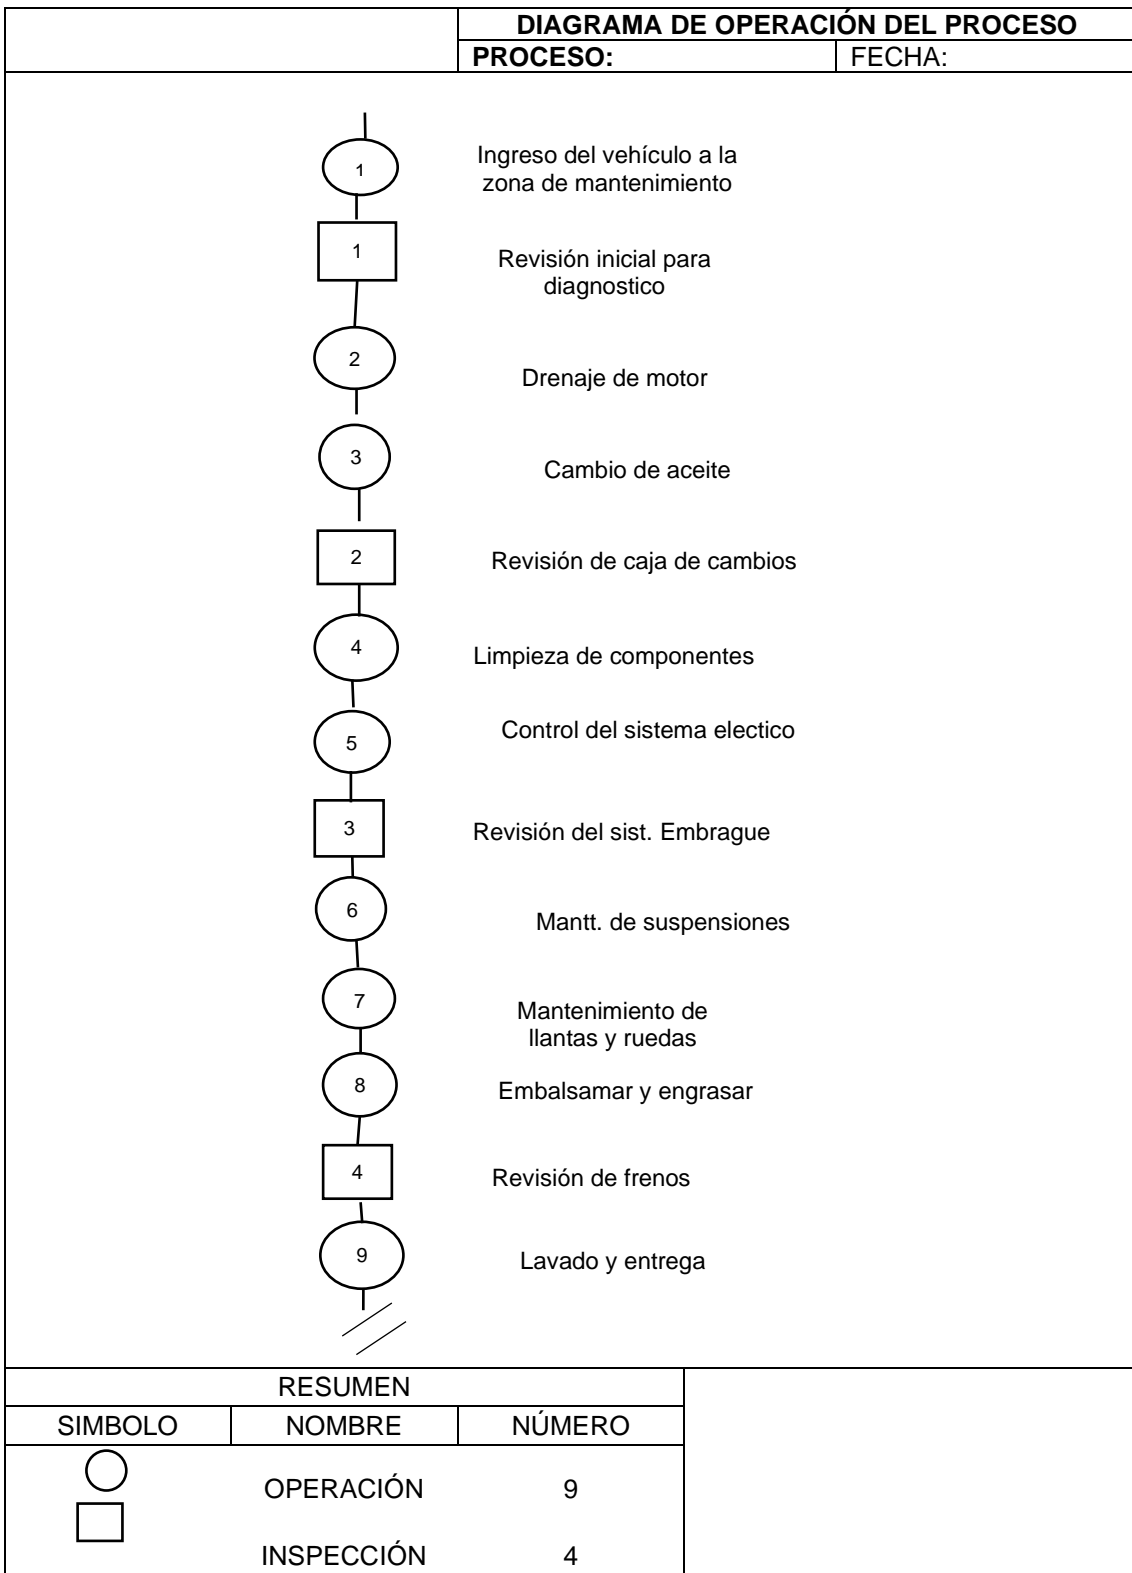 DIAGRAMA DE OPERACIÓN DEL PROCESO
PROCESO: FECHA:
1 Ingreso del vehículo a la
zona de mantenimiento
1 Revisión inicial para
diagnostico
2 Drenaje de motor
3 Cambio de aceite
2 Revisión de caja de cambios
4 Limpieza de componentes
5 Control del sistema electico
3 Revisión del sist. Embrague
6 Mantt. de suspensiones
7 Mantenimiento de
llantas y ruedas
8 Embalsamar y engrasar
4 Revisión de frenos
9 Lavado y entrega
RESUMEN
SIMBOLO NOMBRE NÚMERO
OPERACIÓN 9
INSPECCIÓN 4